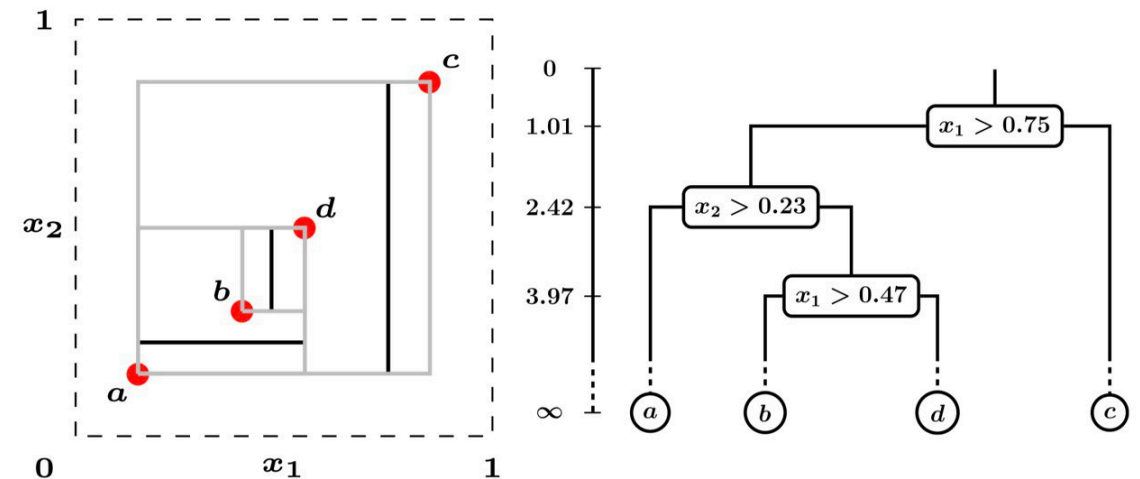 1
c
x₂
d
b
a
0
x₁
1
0
1.01
x₁ > 0.75
2.42
x₂ > 0.23
3.97
x₁ > 0.47
∞
a
b
d
c